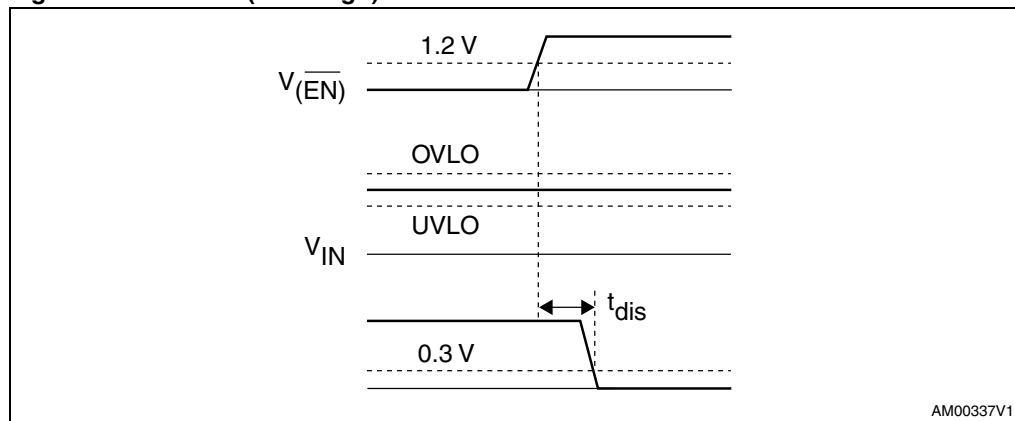 1.2 V
V(EN)
OVLO
UVLO
VIN
tdis
0.3 V
AM00337V1